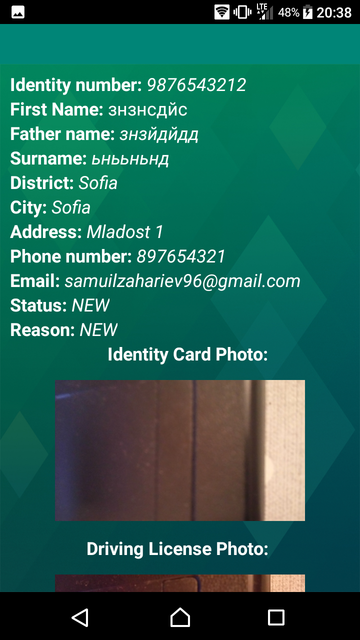 LTE 48% 20:38
Identity number: 9876543212
First Name: знзнсдйс
Father name: знзйдйдд
Surname: ьньньнд
District: Sofia
City: Sofia
Address: Mladost 1
Phone number: 897654321
Email: samuilzahariev96@gmail.com
Status: NEW
Reason: NEW
Identity Card Photo:
Driving License Photo: